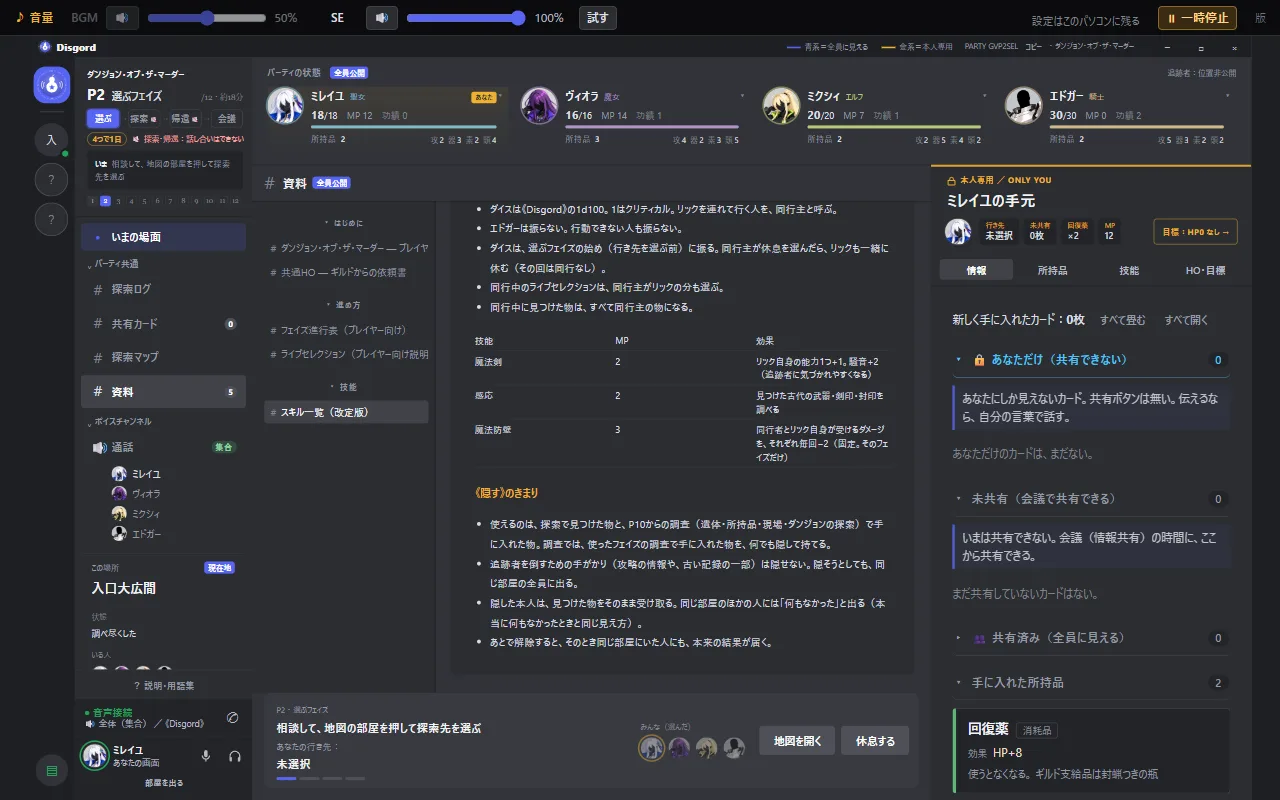 ♪ 音量 BGM 50% SE 100% 試す 設定はこのパソコンに残る 一時停止 版
Disgord
青系=全員に見える 金系=本人専用 PARTY GVP2SEL コピー ・ダンジョン・オブ・ザ・マーダー
ダンジョン・オブ・ザ・マーダー
P2 選ぶフェイズ /12・約18分
選ぶ 探索 帰還 会議
4つで1日 探索・帰還:話し合いはできない
いま 相談して、地図の部屋を押して探索先を選ぶ
1 2 3 4 5 6 7 8 9 10 11 12
入
?
?
いまの場面
パーティ共通
# 探索ログ
# 共有カード 0
# 探索マップ
# 資料 5
ボイスチャンネル
通話 集合
ミレイユ
ヴィオラ
ミクシィ
エドガー
この場所 現在地
入口大広間
状態
調べ尽くした
いる人
? 説明・用語集
音声接続
全体(集合)/《Disgord》
ミレイユ
あなたの画面
部屋を出る
パーティの状態 全員公開 追跡者:位置非公開
ミレイユ 聖女 あなた
18/18 MP 12 功績 0
所持品 2 攻2 器3 素2 頭4
ヴィオラ 魔女
16/16 MP 14 功績 1
所持品 3 攻4 器2 素3 頭5
ミクシィ エルフ
20/20 MP 7 功績 1
所持品 2 攻2 器5 素4 頭2
エドガー 騎士
30/30 MP 0 功績 2
所持品 2 攻5 器3 素2 頭2
# 資料 全員公開
はじめに
# ダンジョン・オブ・ザ・マーダー — プレイヤ
# 共通HO — ギルドからの依頼書
進め方
# フェイズ進行表(プレイヤー向け)
# ライブセレクション(プレイヤー向け説明
技能
# スキル一覧(改定版)
• ダイスは《Disgord》の1d100。1はクリティカル。リックを連れて行く人を、同行主と呼ぶ。
• エドガーは振らない。行動できない人も振らない。
• ダイスは、選ぶフェイズの始め(行き先を選ぶ前)に振る。同行主が休息を選んだら、リックも一緒に
休む(その回は同行なし)。
• 同行中のライブセレクションは、同行主がリックの分も選ぶ。
• 同行中に見つけた物は、すべて同行主の物になる。
技能 MP 効果
魔法剣 2 リック自身の能力1つ+1。騒音+2
(追跡者に気づかれやすくなる)
感応 2 見つけた古代の武器・刻印・封印を
調べる
魔法防壁 3 同行者とリック自身が受けるダメージ
を、それぞれ毎回−2(固定。そのフェ
イズだけ)
《隠す》のきまり
• 使えるのは、探索で見つけた物と、P10からの調査(遺体・所持品・現場・ダンジョンの探索)で手
に入れた物。調査では、使ったフェイズの調査で手に入れた物を、何でも隠して持てる。
• 追跡者を倒すための手がかり(攻略の情報や、古い記録の一部)は隠せない。隠そうとしても、同
じ部屋の全員に出る。
• 隠した本人は、見つけた物をそのまま受け取る。同じ部屋のほかの人には「何もなかった」と出る(本
当に何もなかったときと同じ見え方)。
• あとで解除すると、そのとき同じ部屋にいた人にも、本来の結果が届く。
P2・選ぶフェイズ
相談して、地図の部屋を押して探索先を選ぶ
あなたの行き先:
未選択
みんな(選んだ)
地図を開く 休息する
本人専用 / ONLY YOU
ミレイユの手元
行き先 未選択 未共有 0枚 回復薬 ×2 MP 12 目標:HP0 なし→
情報 所持品 技能 HO・目標
新しく手に入れたカード:0枚 すべて畳む すべて開く
あなただけ(共有できない) 0
あなたにしか見えないカード。共有ボタンは無い。伝えるな
ら、自分の言葉で話す。
あなただけのカードは、まだない。
未共有(会議で共有できる) 0
いまは共有できない。会議(情報共有)の時間に、ここ
から共有できる。
まだ共有していないカードはない。
共有済み(全員に見える) 0
手に入れた所持品 2
回復薬 消耗品
効果 HP+8
使うとなくなる。ギルド支給品は封蝋つきの瓶